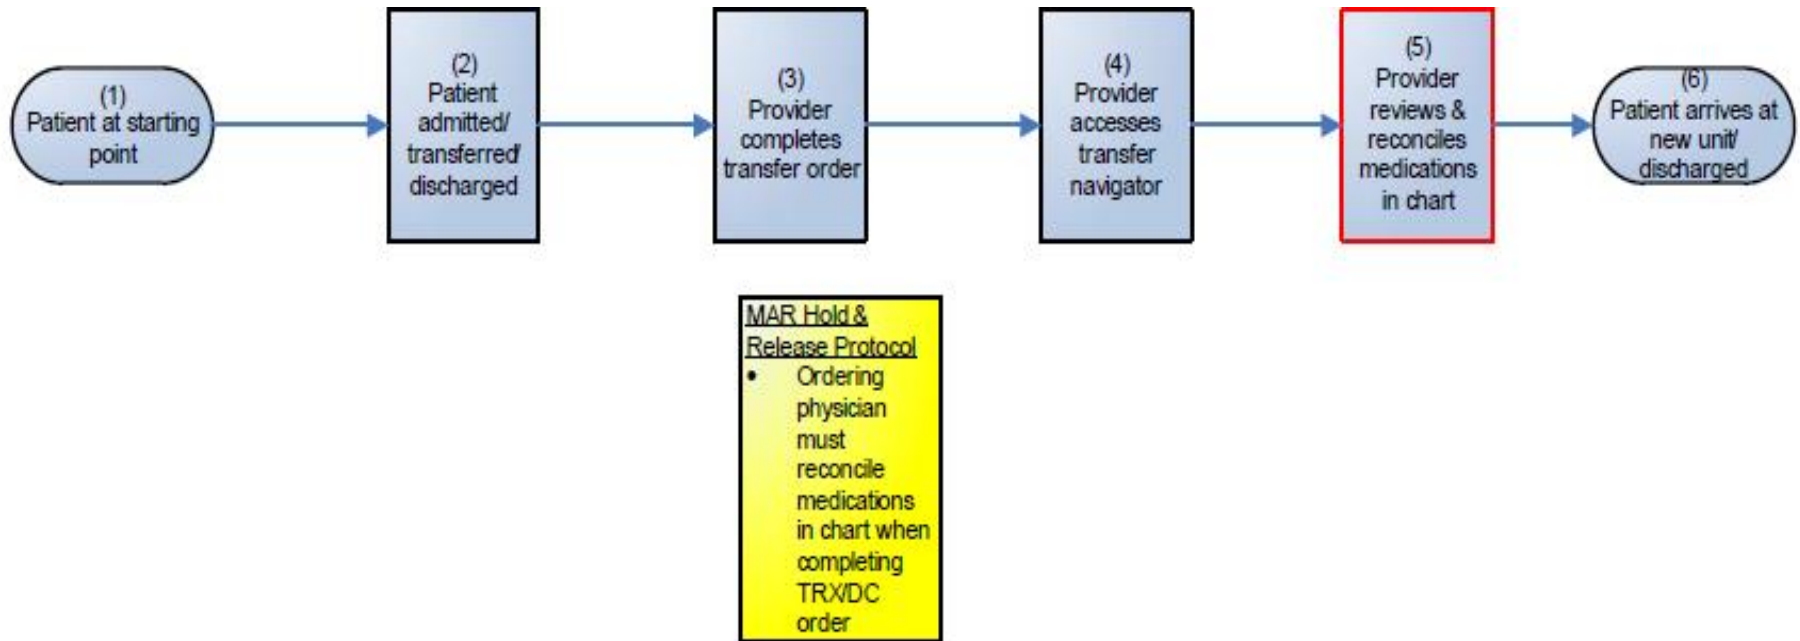 (1)
Patient at starting
point
(2)
Patient
admitted/
transferred/
discharged
(3)
Provider
completes
transfer order
(4)
Provider
accesses
transfer
navigator
(5)
Provider
reviews &
reconciles
medications
in chart
(6)
Patient arrives at
new unit/
discharged
MAR Hold &
Release Protocol
• Ordering
physician
must
reconcile
medications
in chart when
completing
TRX/DC
order